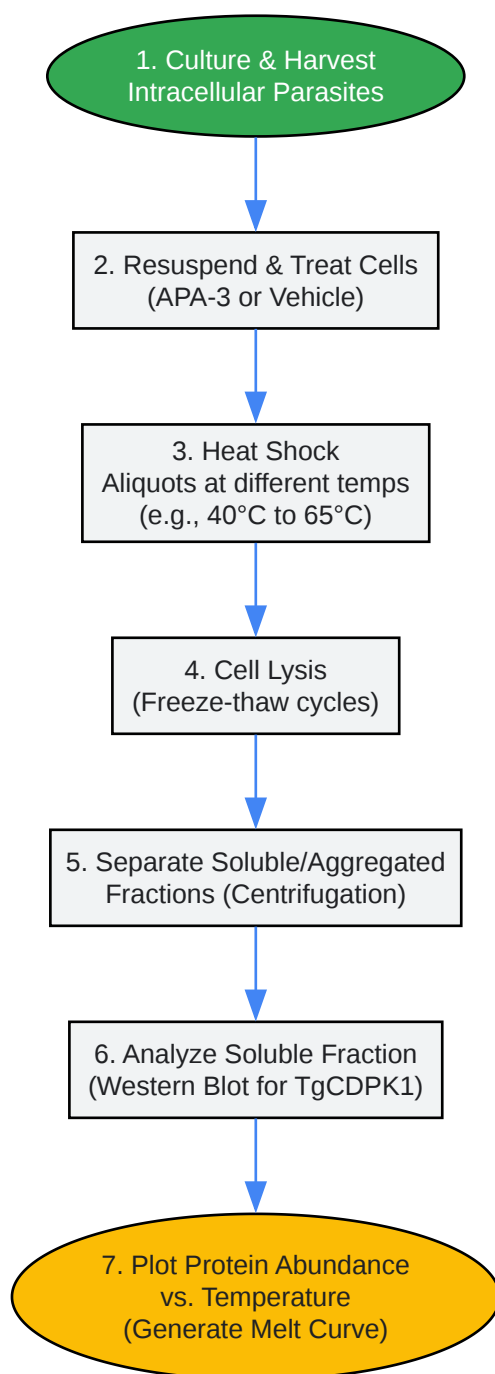 1. Culture & Harvest
Intracellular Parasites
2. Resuspend & Treat Cells
(APA-3 or Vehicle)
3. Heat Shock
Aliquots at different temps
(e.g., 40°C to 65°C)
4. Cell Lysis
(Freeze-thaw cycles)
5. Separate Soluble/Aggregated
Fractions (Centrifugation)
6. Analyze Soluble Fraction
(Western Blot for TgCDPK1)
7. Plot Protein Abundance
vs. Temperature
(Generate Melt Curve)